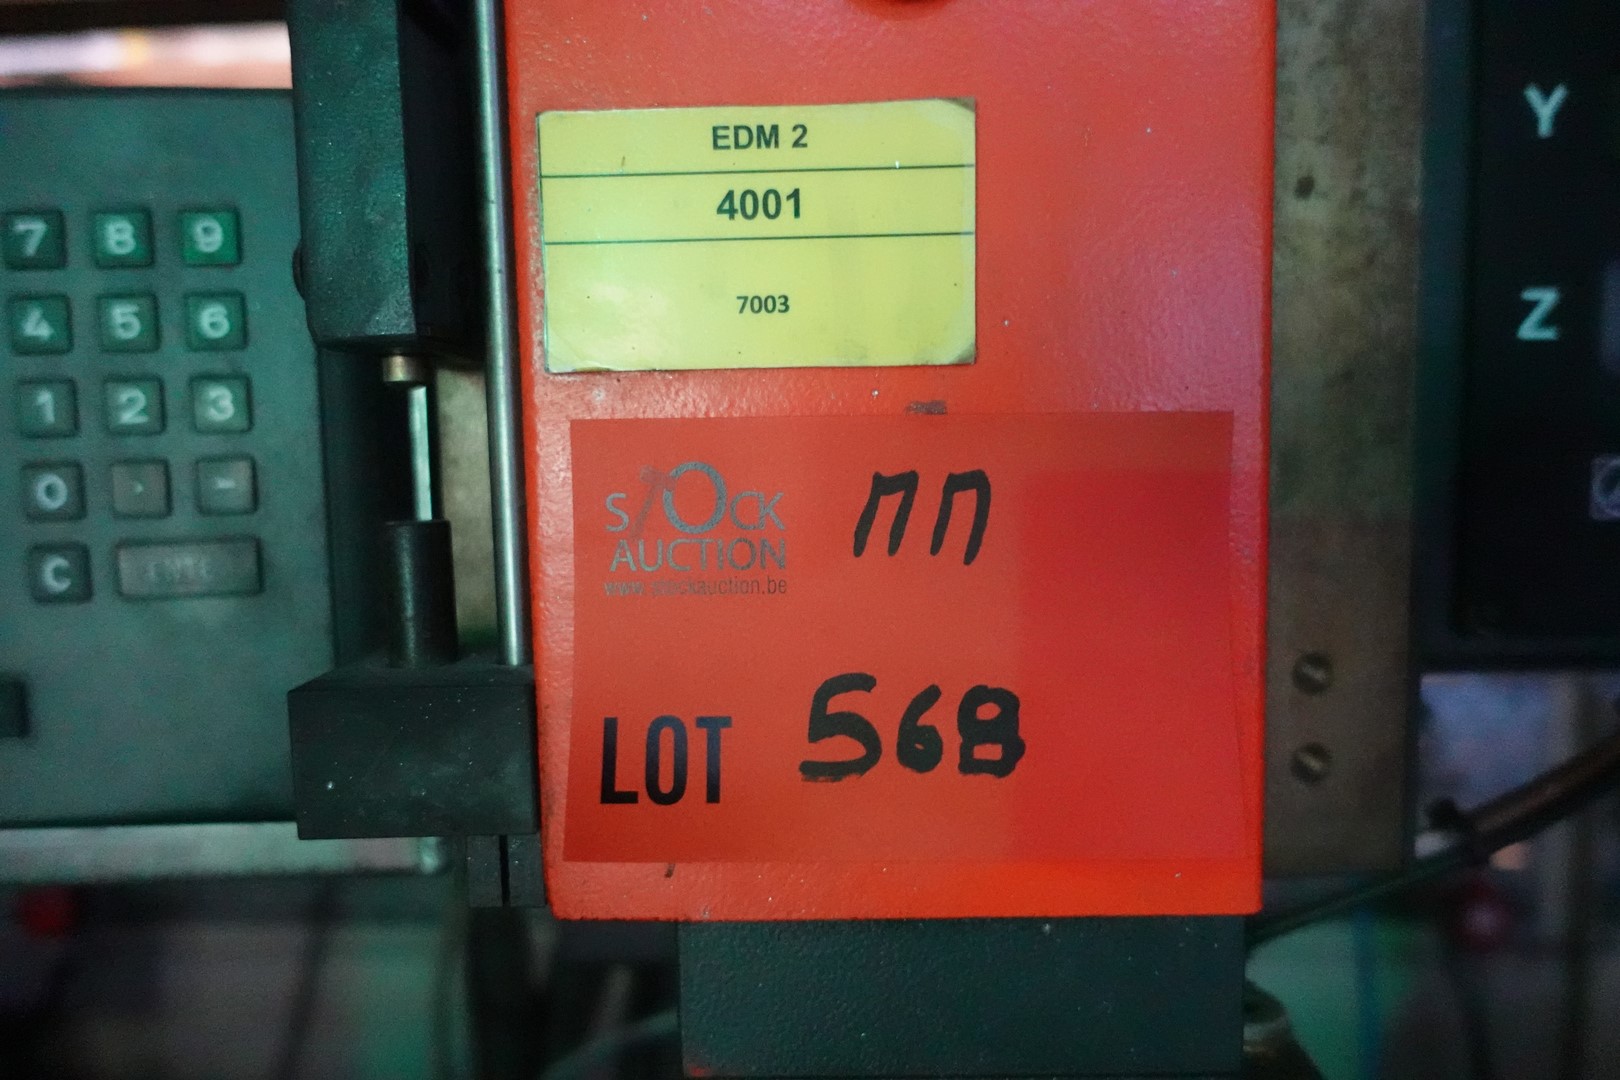 EDM 2
4001
7003
STOCK
AUCTION
www.stockauction.be
ПП
LOT 568
7 8 9
4 5 6
1 2 3
0 . -
C
Y
Z